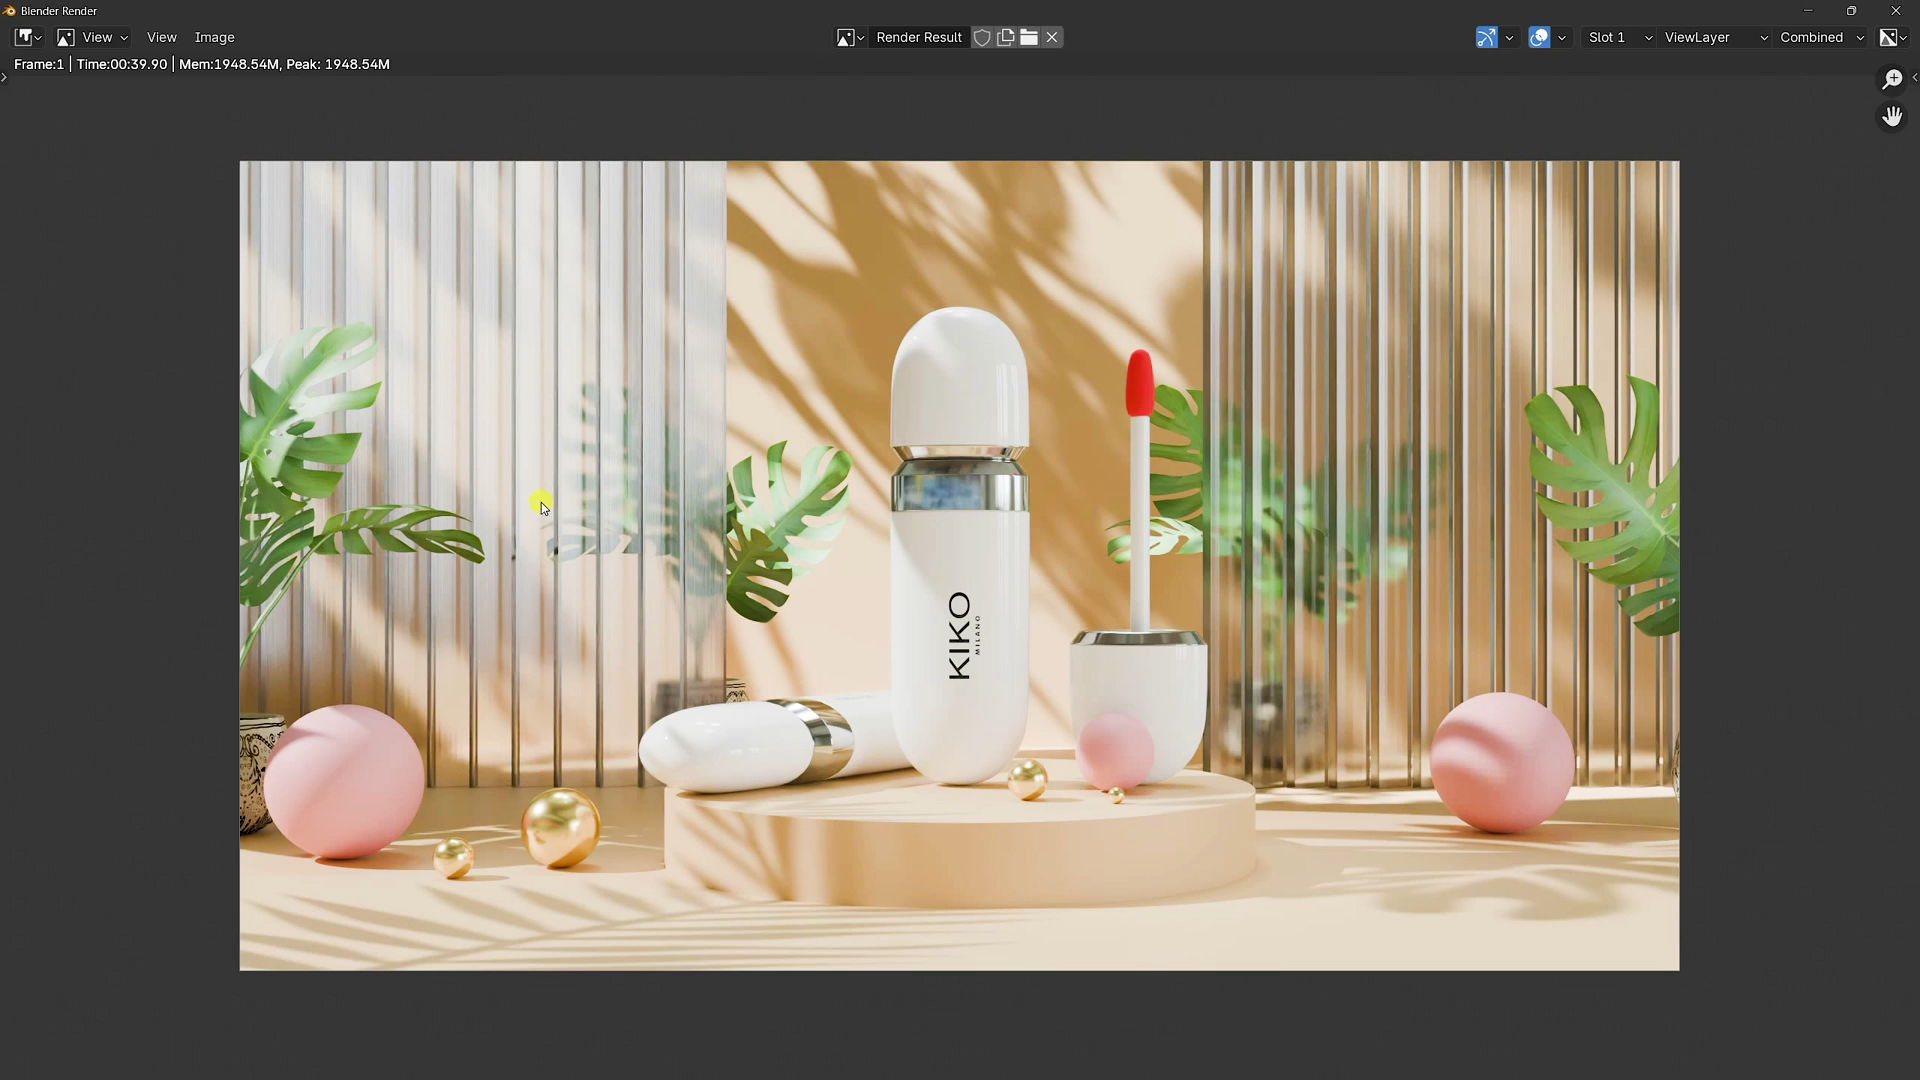 Blender Render
View View Image Render Result Slot 1 ViewLayer Combined
Frame:1 | Time:00:39.90 | Mem:1948.54M, Peak: 1948.54M
KIKO
MILANO